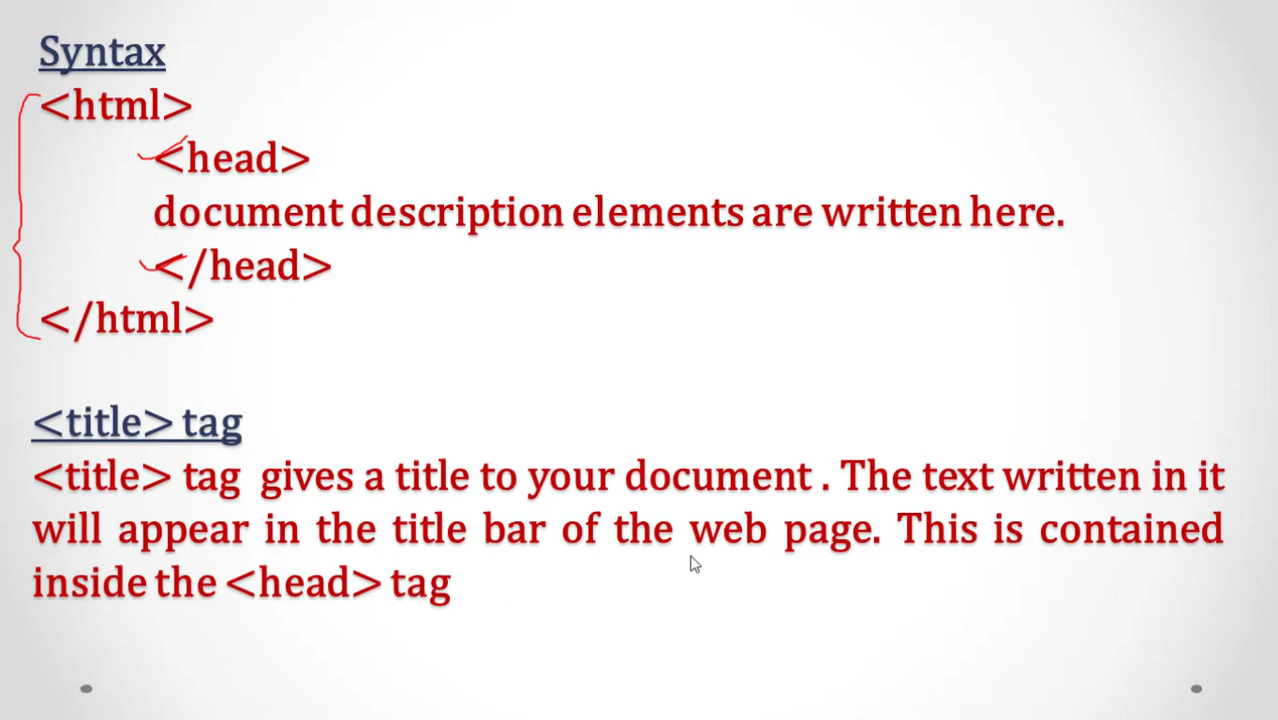 Syntax
<html>
<head>
document description elements are written here.
</head>
</html>
<title> tag
<title> tag gives a title to your document . The text written in it
will appear in the title bar of the web page. This is contained
inside the <head> tag